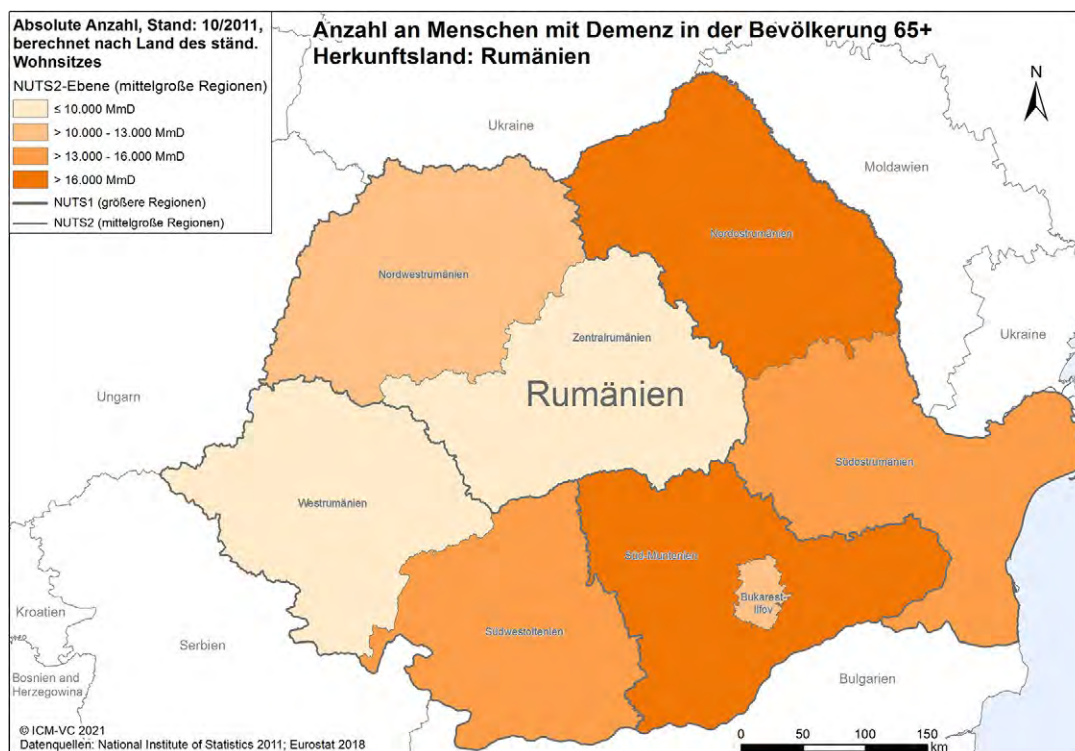 Absolute Anzahl, Stand: 10/2011,
berechnet nach Land des ständ.
Wohnsitzes
NUTS2-Ebene (mittelgroße Regionen)
≤ 10.000 MmD
> 10.000 - 13.000 MmD
> 13.000 - 16.000 MmD
> 16.000 MmD
NUTS1 (größere Regionen)
NUTS2 (mittelgroße Regionen)
Anzahl an Menschen mit Demenz in der Bevölkerung 65+
Herkunftsland: Rumänien
N
Ukraine
Moldawien
Nordostrumänien
Nordwestrumänien
Zentralrumänien
Ukraine
Rumänien
Ungarn
Südostrumänien
Westrumänien
Süd-Muntenien
Bukarest-
Ilfov
Südwestoltenien
Kroatien
Serbien
Bosnien and
Herzegowina
Bulgarien
0 50 100 150
km
© ICM-VC 2021
Datenquellen: National Institute of Statistics 2011; Eurostat 2018